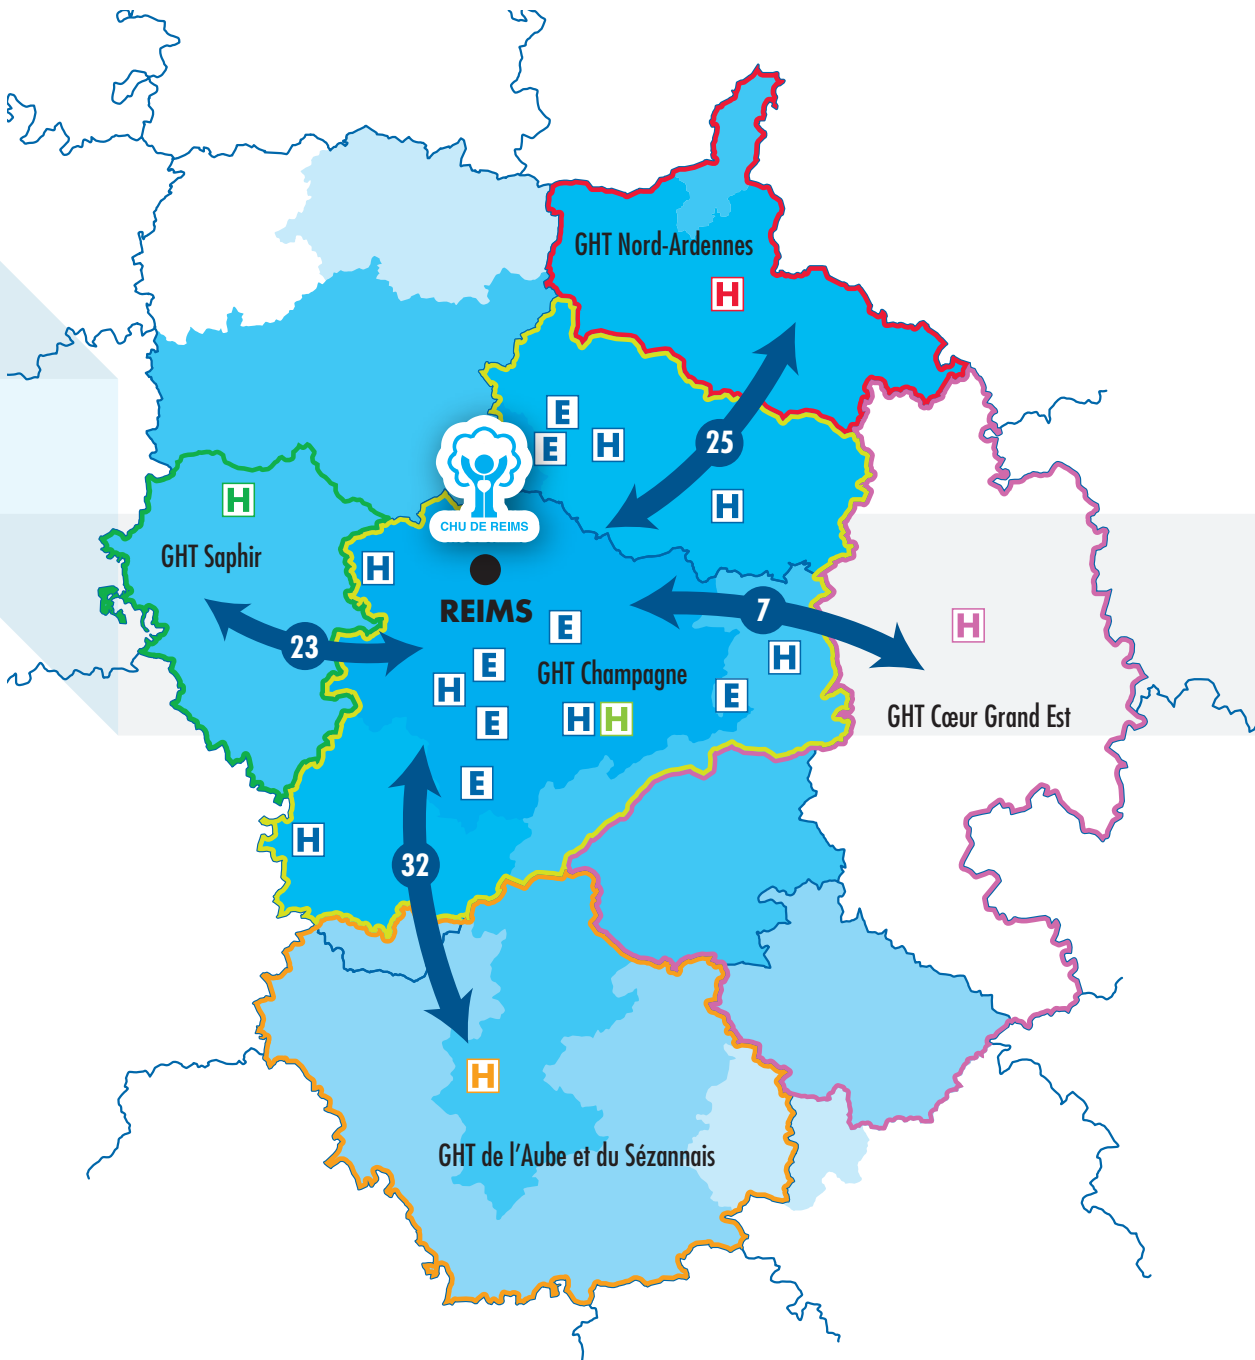 GHT Nord-Ardennes
H
E
E
H
25
H
H
CHU DE REIMS
GHT Saphir
H
REIMS
7
H
E
23
E
GHT Champagne
H
H
E
E
H
H
GHT Cœur Grand Est
E
H
32
H
GHT de l'Aube et du Sézannais